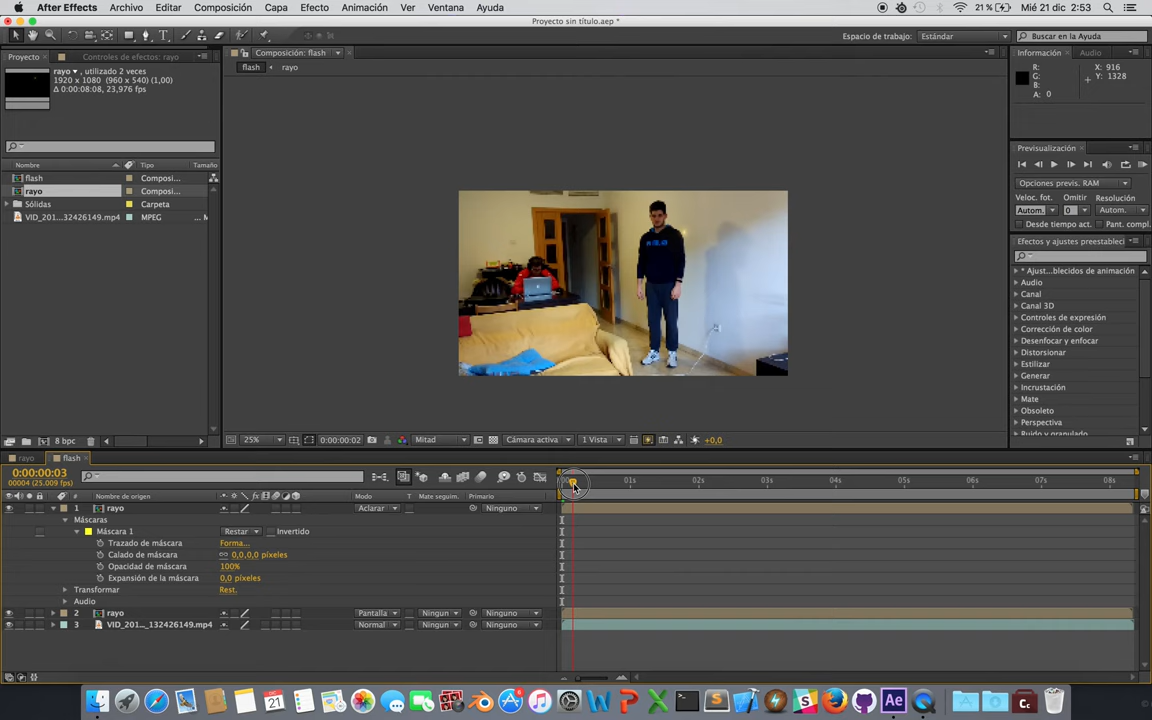 After Effects Archivo Editar Composición Capa Efecto Animación Ver Ventana Ayuda 21 % Mié 21 dic 2:53
Proyecto sin título.aep *
Espacio de trabajo: Estándar Buscar en la Ayuda
Proyecto Controles de efectos: rayo Composición: flash Información Audio
rayo, utilizado 2 veces
1920 x 1080 (960 x 540) (1,00)
Δ 0:00:08:08, 23,976 fps
flash rayo
R: X: 916
G: Y: 1328
B:
A: 0
Previsualización
Nombre Tipo Tamaño
flash Composi...
rayo Composi...
Sólidas Carpeta
VID_201...32426149.mp4 MPEG
Opciones previs. RAM
Veloc. fot. Omitir Resolución
Autom. 0 Autom.
Desde tiempo act. Pant. compl.
Efectos y ajustes preestableci
* Ajust...blecidos de animación
Audio
Canal
Canal 3D
Controles de expresión
Corrección de color
Desenfocar y enfocar
Distorsionar
Estilizar
Generar
Incrustación
Mate
Obsoleto
Perspectiva
Ruido y granulado
8 bpc 25% 0:00:00:02 Mitad Cámara activa 1 Vista +0,0
rayo flash
0:00:00:03
00004 (25.009 fps)
01s 02s 03s 04s 05s 06s 07s 08s
# Nombre de origen Modo T Mate seguim. Primario
1 rayo Aclarar Ninguno
Máscaras
Máscara 1 Restar Invertido
Trazado de máscara Forma...
Calado de máscara 0,0,0,0 píxeles
Opacidad de máscara 100%
Expansión de la máscara 0,0 píxeles
Transformar Rest.
Audio
2 rayo Pantalla Ningun Ninguno
3 VID_201..._132426149.mp4 Normal Ningun Ninguno